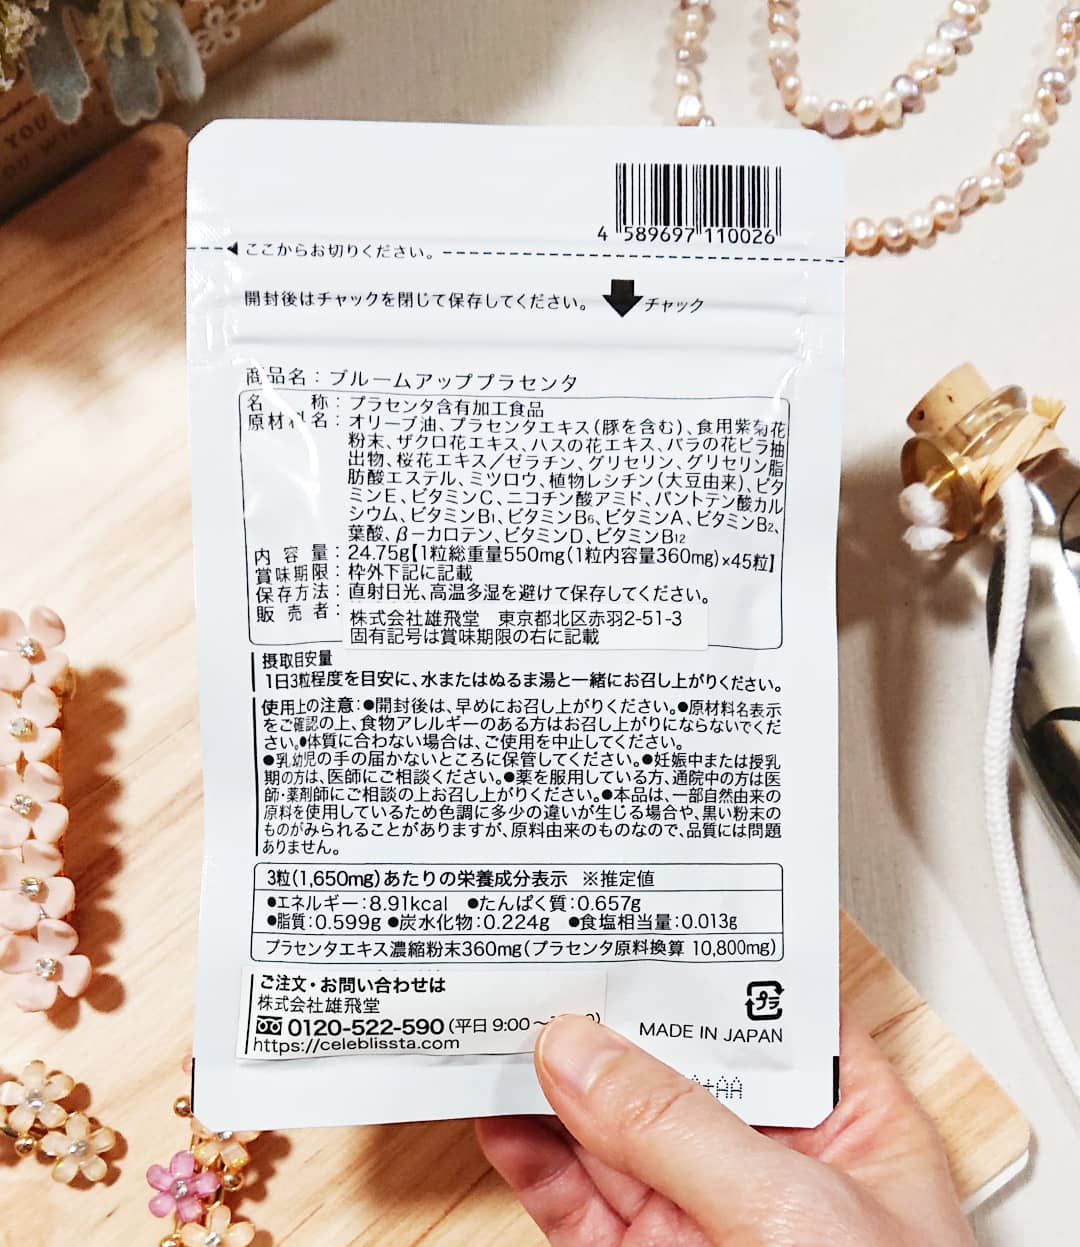 YOU
OU WI
4 589697 110026
ここからお切りください。
開封後はチャックを閉じて保存してください。 チャック
商品名：ブルームアッププラセンタ
名称：プラセンタ含有加工食品
原材料名：オリーブ油、プラセンタエキス(豚を含む)、食用紫菊花
粉末、ザクロ花エキス、ハスの花エキス、バラの花ビラ抽
出物、桜花エキス／ゼラチン、グリセリン、グリセリン脂
肪酸エステル、ミツロウ、植物レシチン(大豆由来)、ビタ
ミンE、ビタミンC、ニコチン酸アミド、パントテン酸カル
シウム、ビタミンB₁、ビタミンB₆、ビタミンA、ビタミンB₂、
葉酸、β－カロテン、ビタミンD、ビタミンB₁₂
内容量：24.75g【1粒総重量550mg(1粒内容量360mg)×45粒】
賞味期限：枠外下記に記載
保存方法：直射日光、高温多湿を避けて保存してください。
販売者：株式会社雄飛堂　東京都北区赤羽2-51-3
固有記号は賞味期限の右に記載
摂取目安量
1日3粒程度を目安に、水またはぬるま湯と一緒にお召し上がりください。
使用上の注意：●開封後は、早めにお召し上がりください。●原材料名表示
をご確認の上、食物アレルギーのある方はお召し上がりにならないでくだ
さい。●体質に合わない場合は、ご使用を中止してください。
●乳幼児の手の届かないところに保管してください。●妊娠中または授乳
期の方は、医師にご相談ください。●薬を服用している方、通院中の方は医
師・薬剤師にご相談の上お召し上がりください。●本品は、一部自然由来の
原料を使用しているため色調に多少の違いが生じる場合や、黒い粉末の
ものがみられることがありますが、原料由来のものなので、品質には問題
ありません。
3粒(1,650mg)あたりの栄養成分表示　※推定値
●エネルギー：8.91kcal　●たんぱく質：0.657g
●脂質：0.599g ●炭水化物：0.224g　●食塩相当量：0.013g
プラセンタエキス濃縮粉末360mg(プラセンタ原料換算 10,800mg)
ご注文・お問い合わせは
株式会社雄飛堂
0120-522-590(平日 9:00～
https://celeblissta.com
プラ
MADE IN JAPAN
+AA